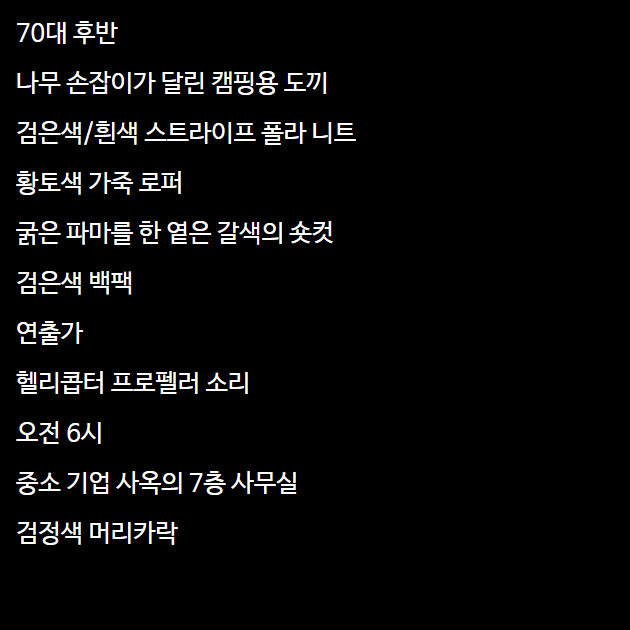 70대 후반
나무 손잡이가 달린 캠핑용 도끼
검은색/흰색 스트라이프 폴라 니트
황토색 가죽 로퍼
굵은 파마를 한 옅은 갈색의 숏컷
검은색 백팩
연출가
헬리콥터 프로펠러 소리
오전 6시
중소 기업 사옥의 7층 사무실
검정색 머리카락